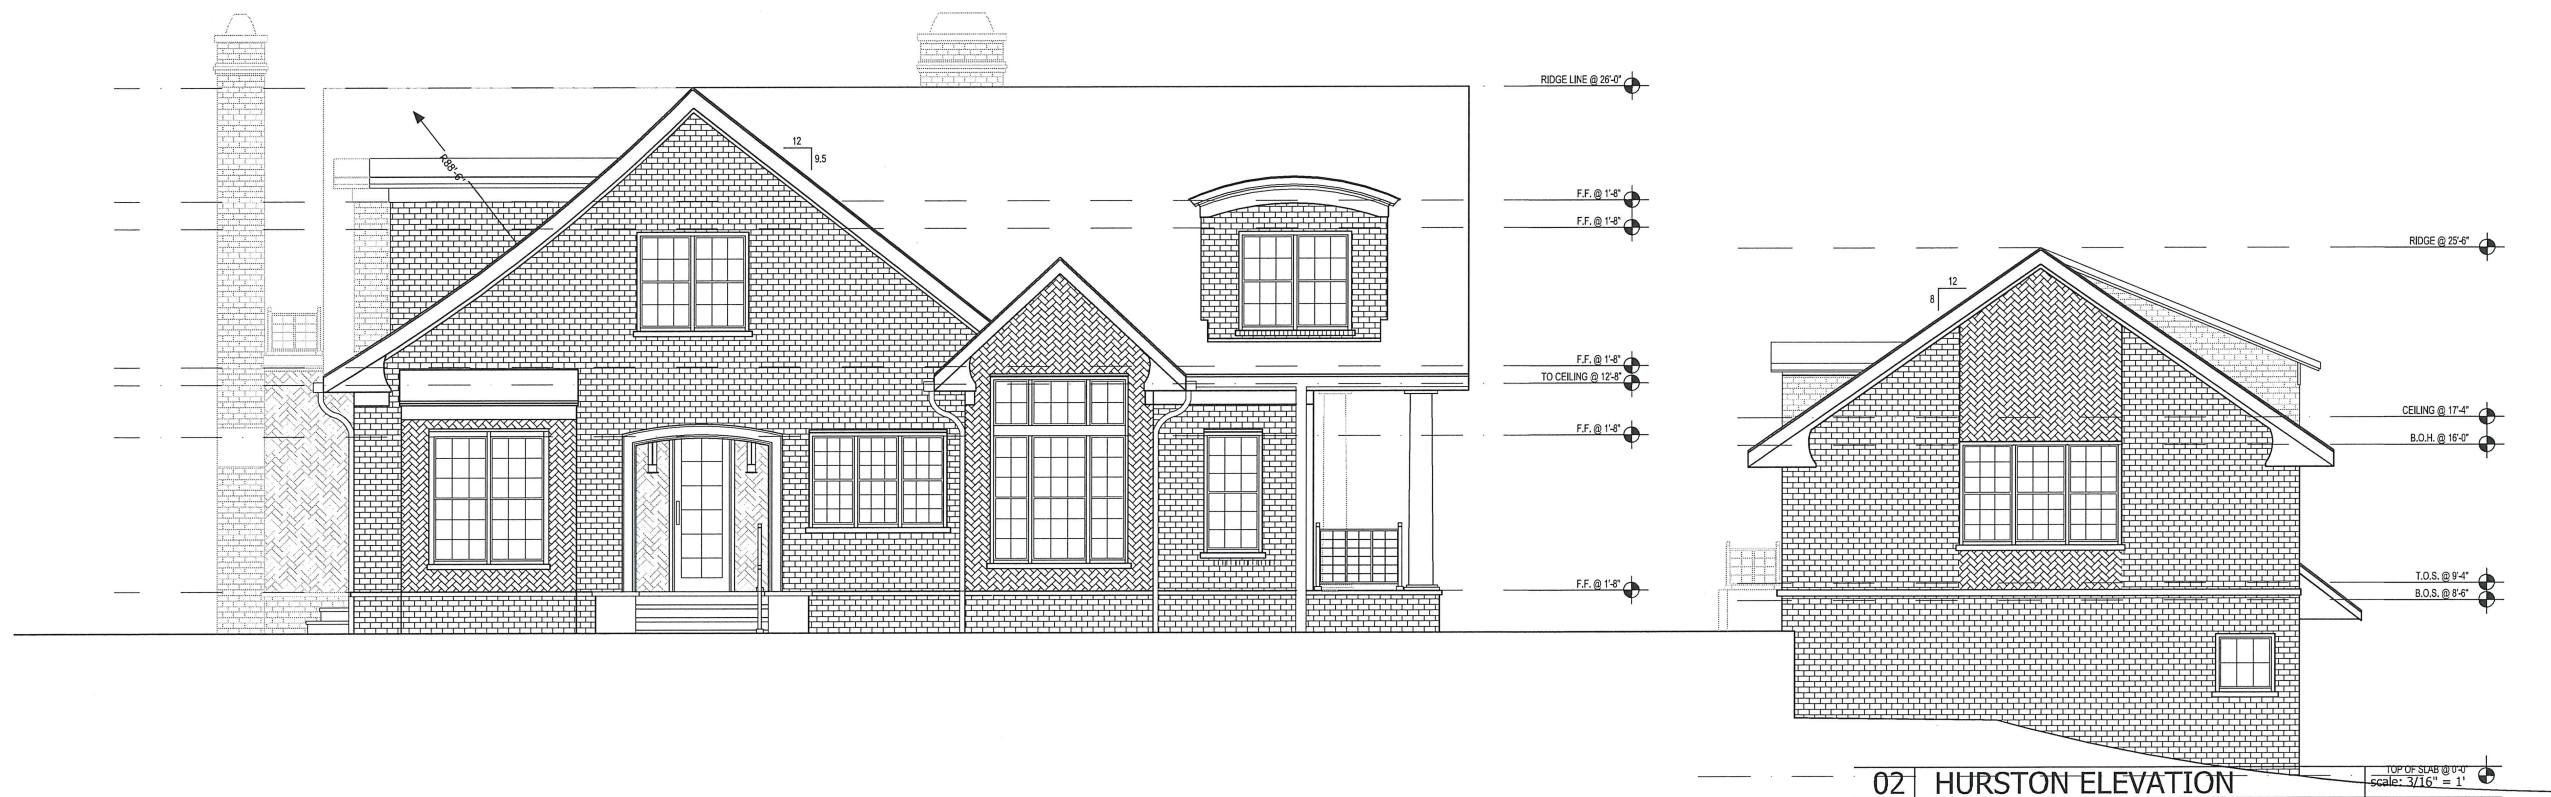 RIDGE LINE @ 26'-0"
R88'-6"
12
9.5
F.F. @ 1'-8"
F.F. @ 1'-8"
F.F. @ 1'-8"
TO CEILING @ 12'-8"
F.F. @ 1'-8"
F.F. @ 1'-8"
RIDGE @ 25'-6"
12
8
CEILING @ 17'-4"
B.O.H. @ 16'-0"
T.O.S. @ 9'-4"
B.O.S. @ 8'-6"
TOP OF SLAB @ 0'-0"
02 HURSTON ELEVATION
scale: 3/16" = 1'